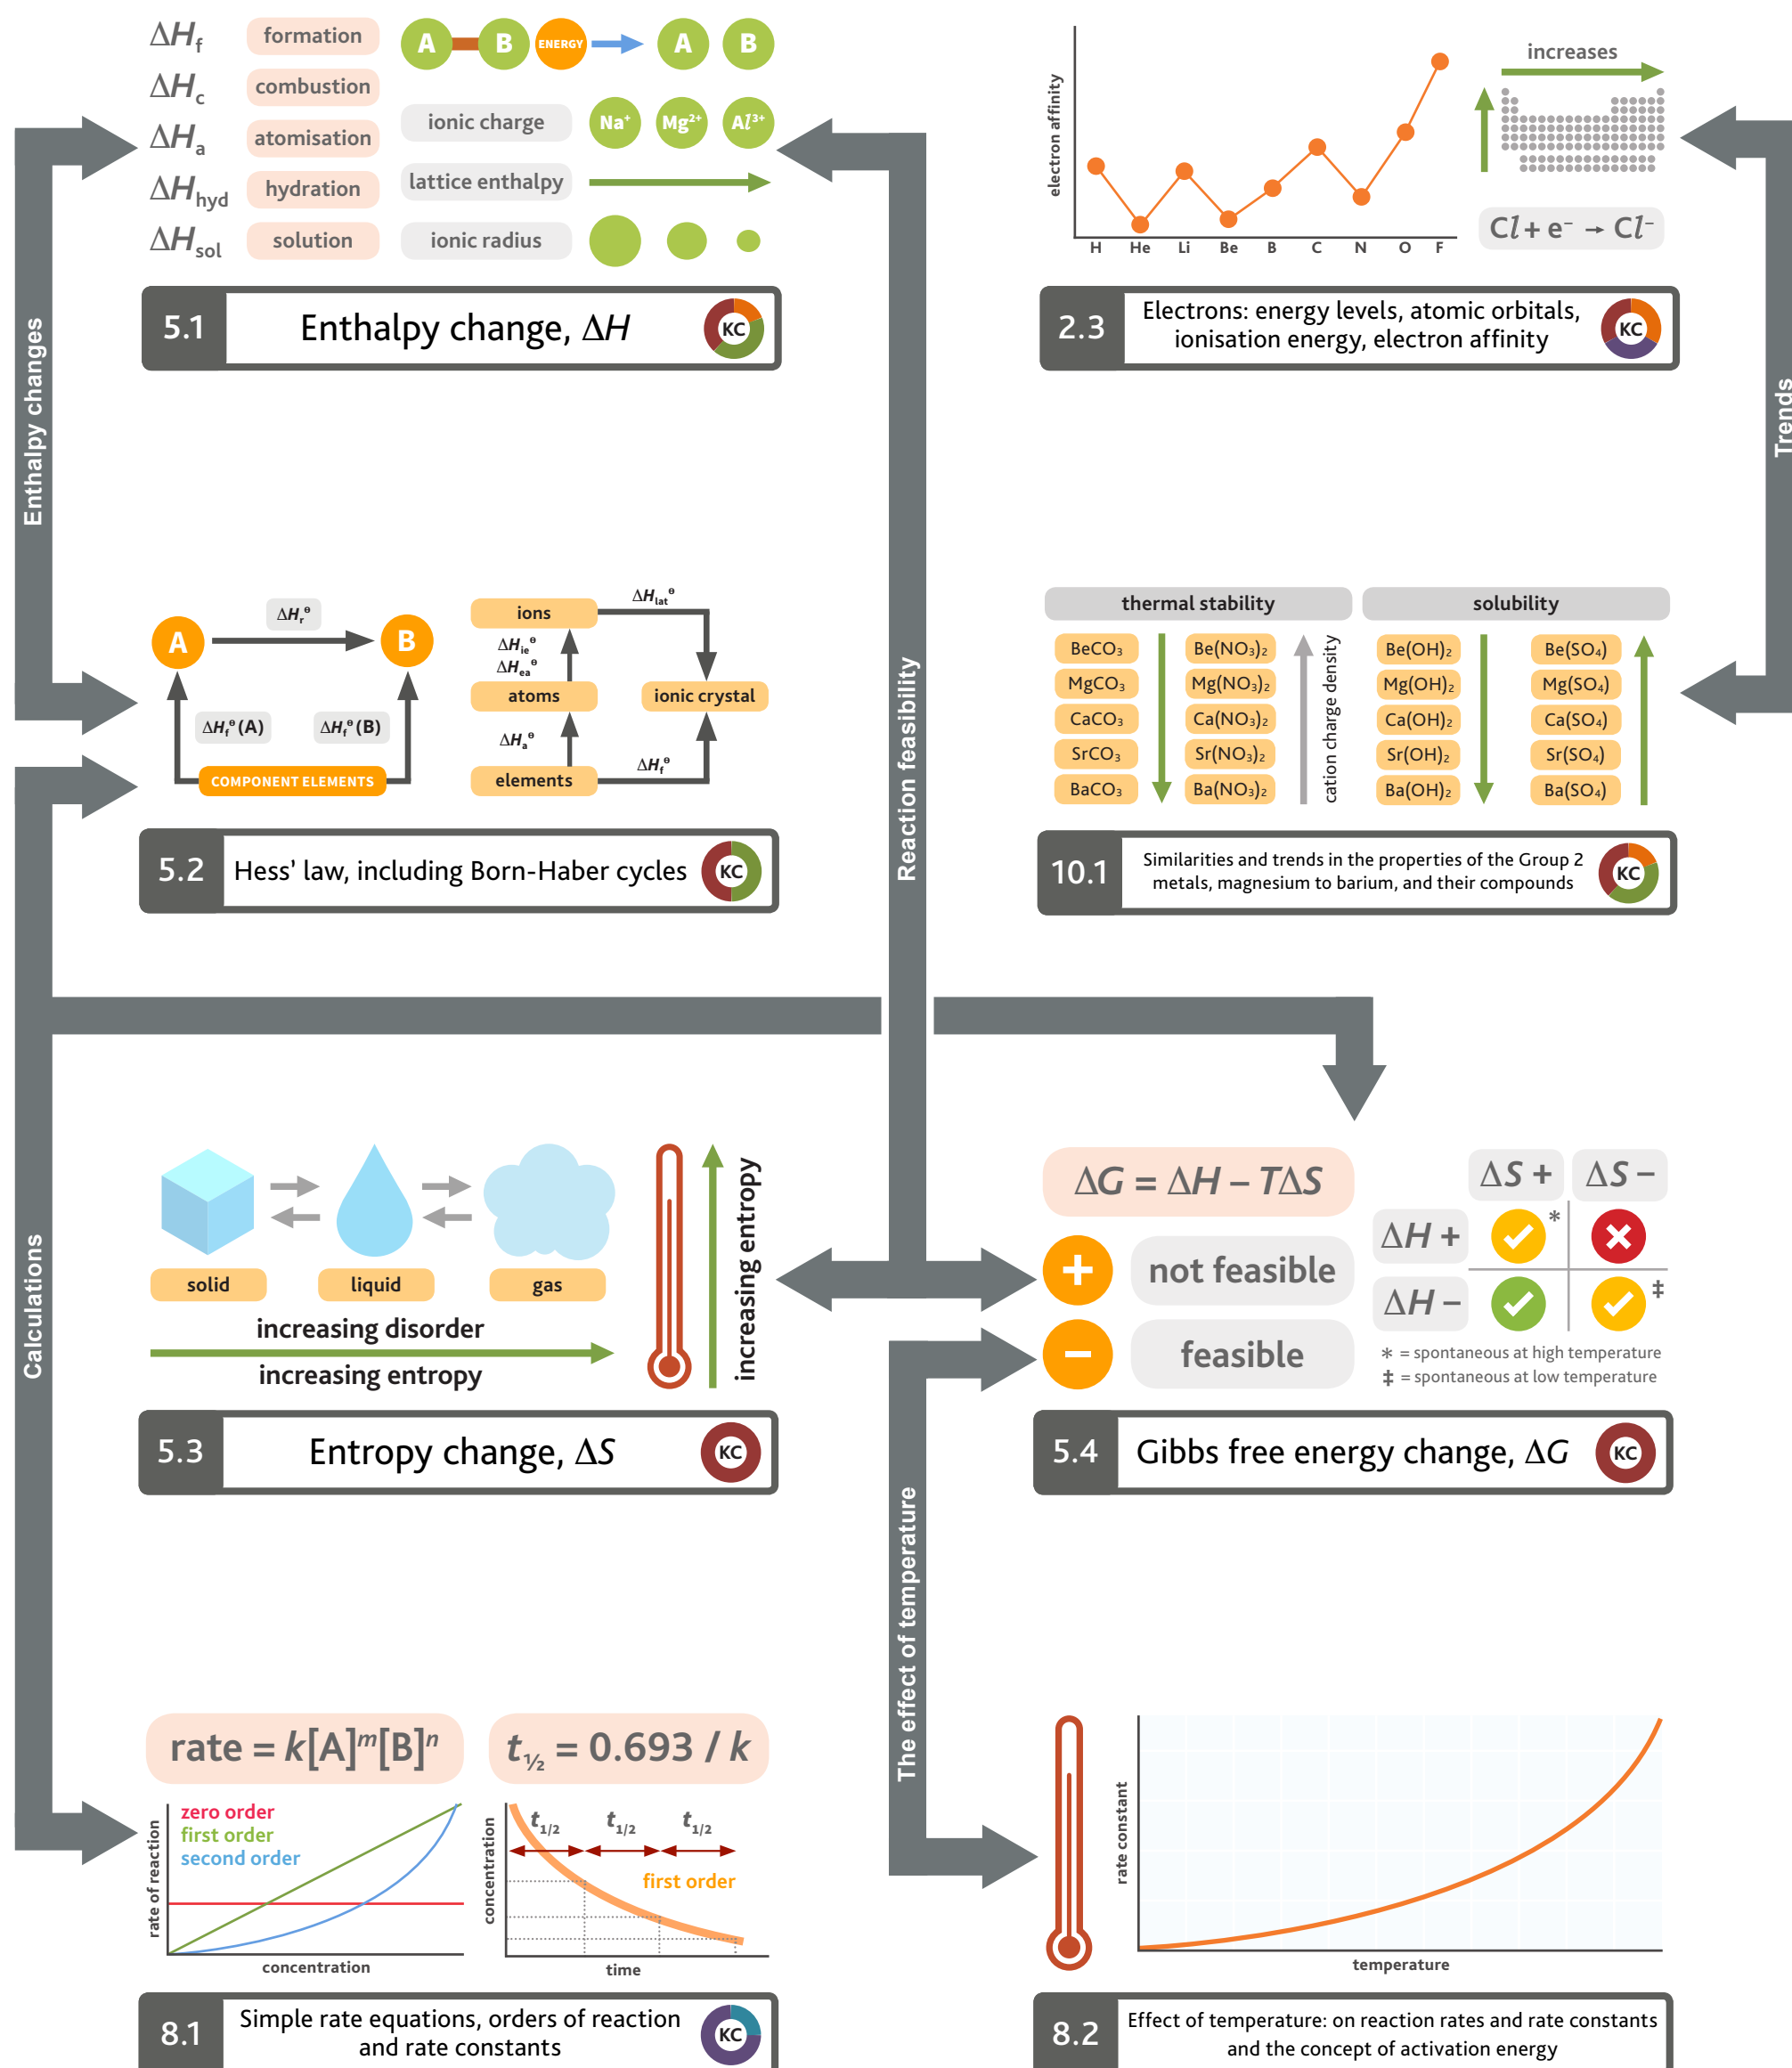 ΔHf formation
ΔHc combustion
ΔHa atomisation
ΔHhyd hydration
ΔHsol solution
A B ENERGY A B
ionic charge Na⁺ Mg²⁺ Al³⁺
lattice enthalpy
ionic radius
5.1 Enthalpy change, ΔH KC
electron affinity
H He Li Be B C N O F
increases
Cl + e⁻ → Cl⁻
2.3 Electrons: energy levels, atomic orbitals,
ionisation energy, electron affinity KC
Enthalpy changes
Trends
Reaction feasibility
A ΔHr⦵ B
ΔHf⦵(A) ΔHf⦵(B)
COMPONENT ELEMENTS
ions ΔHlat⦵
ΔHie⦵
ΔHea⦵
atoms ionic crystal
ΔHa⦵
elements ΔHf⦵
5.2 Hess’ law, including Born-Haber cycles KC
thermal stability solubility
BeCO₃ Be(NO₃)₂ Be(OH)₂ Be(SO₄)
MgCO₃ Mg(NO₃)₂ Mg(OH)₂ Mg(SO₄)
CaCO₃ Ca(NO₃)₂ Ca(OH)₂ Ca(SO₄)
SrCO₃ Sr(NO₃)₂ Sr(OH)₂ Sr(SO₄)
BaCO₃ Ba(NO₃)₂ Ba(OH)₂ Ba(SO₄)
cation charge density
10.1 Similarities and trends in the properties of the Group 2
metals, magnesium to barium, and their compounds KC
Calculations
solid liquid gas
increasing disorder
increasing entropy
increasing entropy
5.3 Entropy change, ΔS KC
ΔG = ΔH – TΔS
+ not feasible
– feasible
ΔS + ΔS –
ΔH + *
ΔH – ‡
* = spontaneous at high temperature
‡ = spontaneous at low temperature
5.4 Gibbs free energy change, ΔG KC
The effect of temperature
rate = k[A]ᵐ[B]ⁿ
t½ = 0.693 / k
zero order
first order
second order
rate of reaction
concentration
t1/2 t1/2 t1/2
first order
concentration
time
8.1 Simple rate equations, orders of reaction
and rate constants KC
rate constant
temperature
8.2 Effect of temperature: on reaction rates and rate constants
and the concept of activation energy